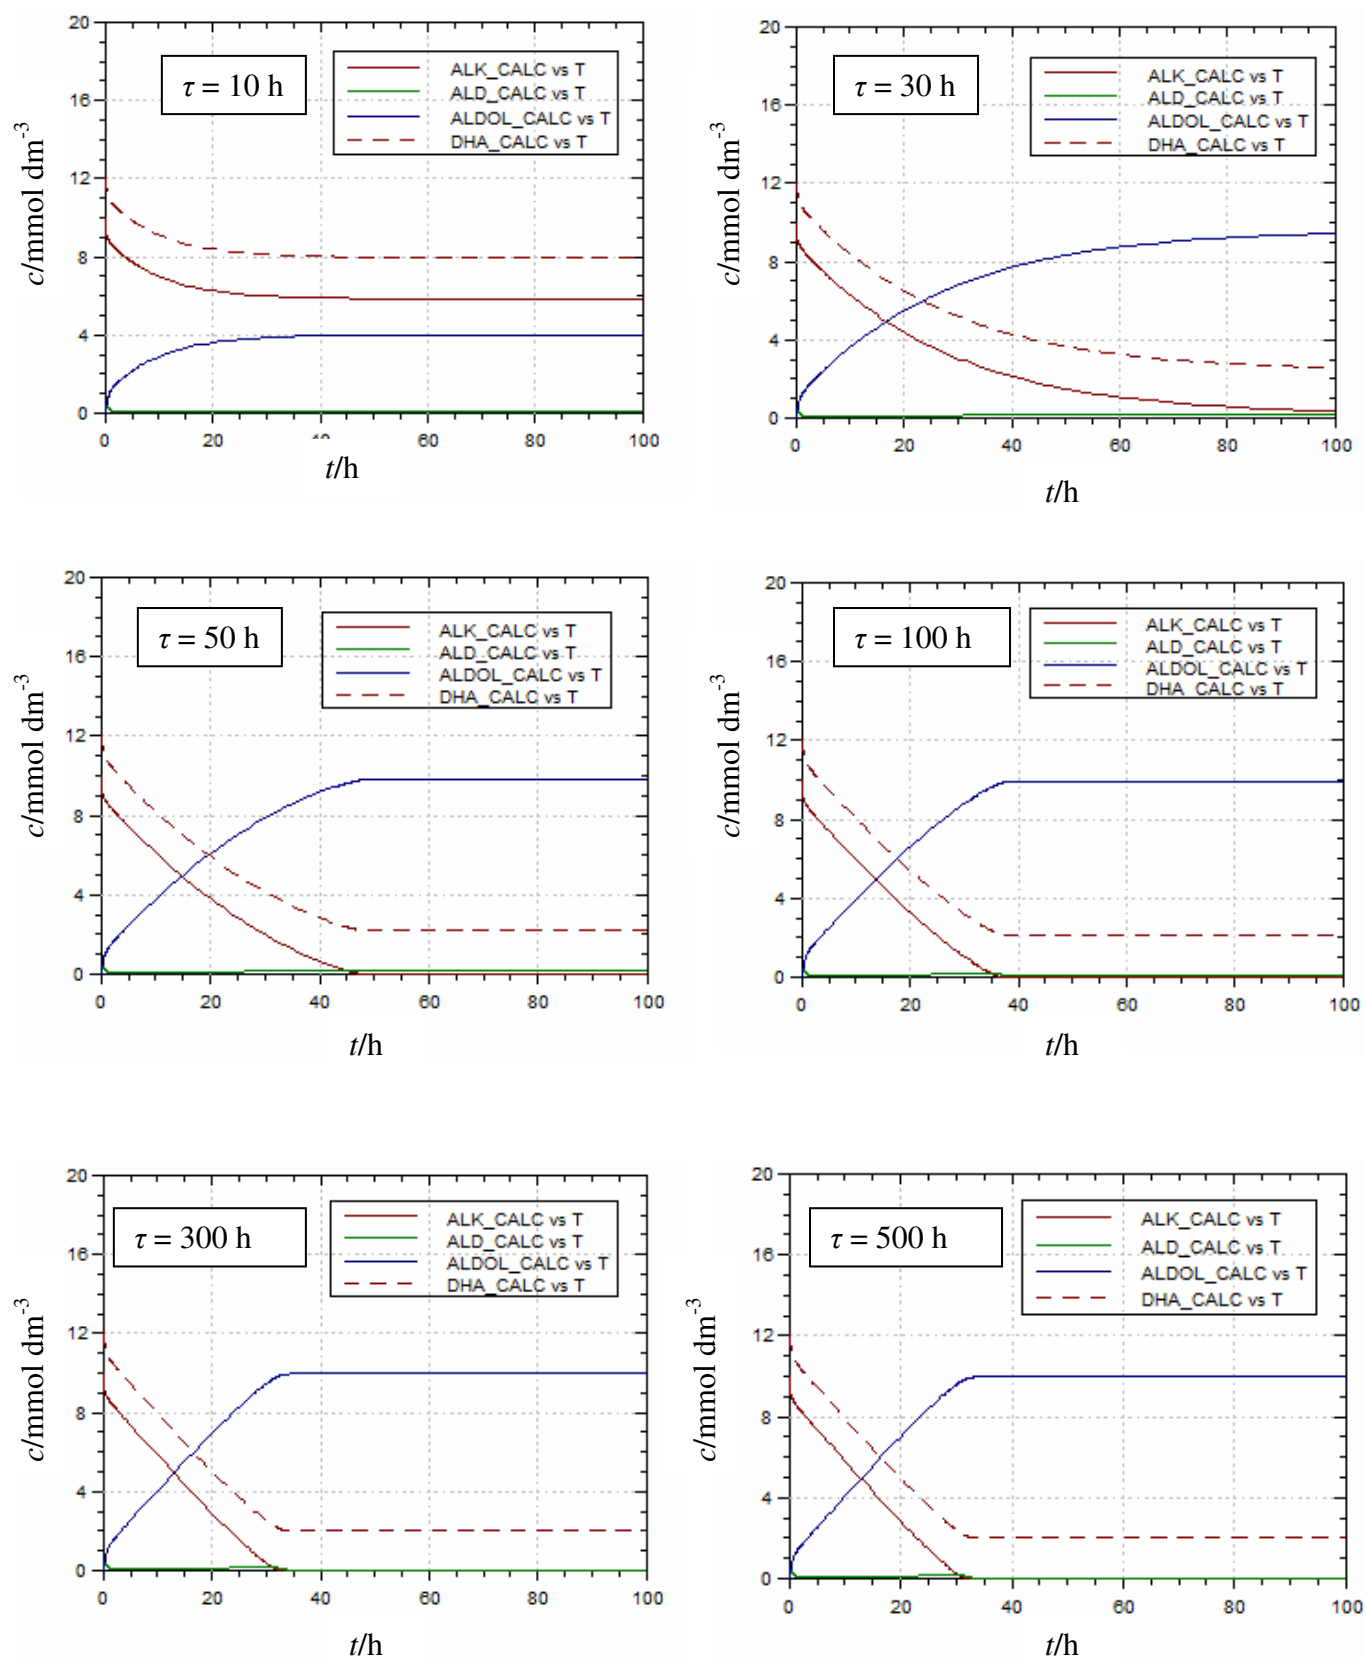 20
16
12
8
4
0
c/mmol dm⁻³
τ = 10 h
ALK_CALC vs T
ALD_CALC vs T
ALDOL_CALC vs T
DHA_CALC vs T
0 20 40 60 80 100
t/h
20
16
12
8
4
0
c/mmol dm⁻³
τ = 30 h
ALK_CALC vs T
ALD_CALC vs T
ALDOL_CALC vs T
DHA_CALC vs T
0 20 40 60 80 100
t/h
20
16
12
8
4
0
c/mmol dm⁻³
τ = 50 h
ALK_CALC vs T
ALD_CALC vs T
ALDOL_CALC vs T
DHA_CALC vs T
0 20 40 60 80 100
t/h
20
16
12
8
4
0
c/mmol dm⁻³
τ = 100 h
ALK_CALC vs T
ALD_CALC vs T
ALDOL_CALC vs T
DHA_CALC vs T
0 20 40 60 80 100
t/h
20
16
12
8
4
0
c/mmol dm⁻³
τ = 300 h
ALK_CALC vs T
ALD_CALC vs T
ALDOL_CALC vs T
DHA_CALC vs T
0 20 40 60 80 100
t/h
20
16
12
8
4
0
c/mmol dm⁻³
τ = 500 h
ALK_CALC vs T
ALD_CALC vs T
ALDOL_CALC vs T
DHA_CALC vs T
0 20 40 60 80 100
t/h